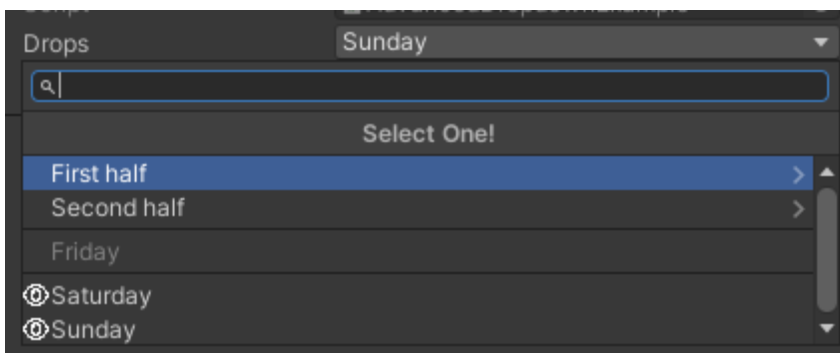 Drops Sunday
Select One!
First half
Second half
Friday
Saturday
Sunday